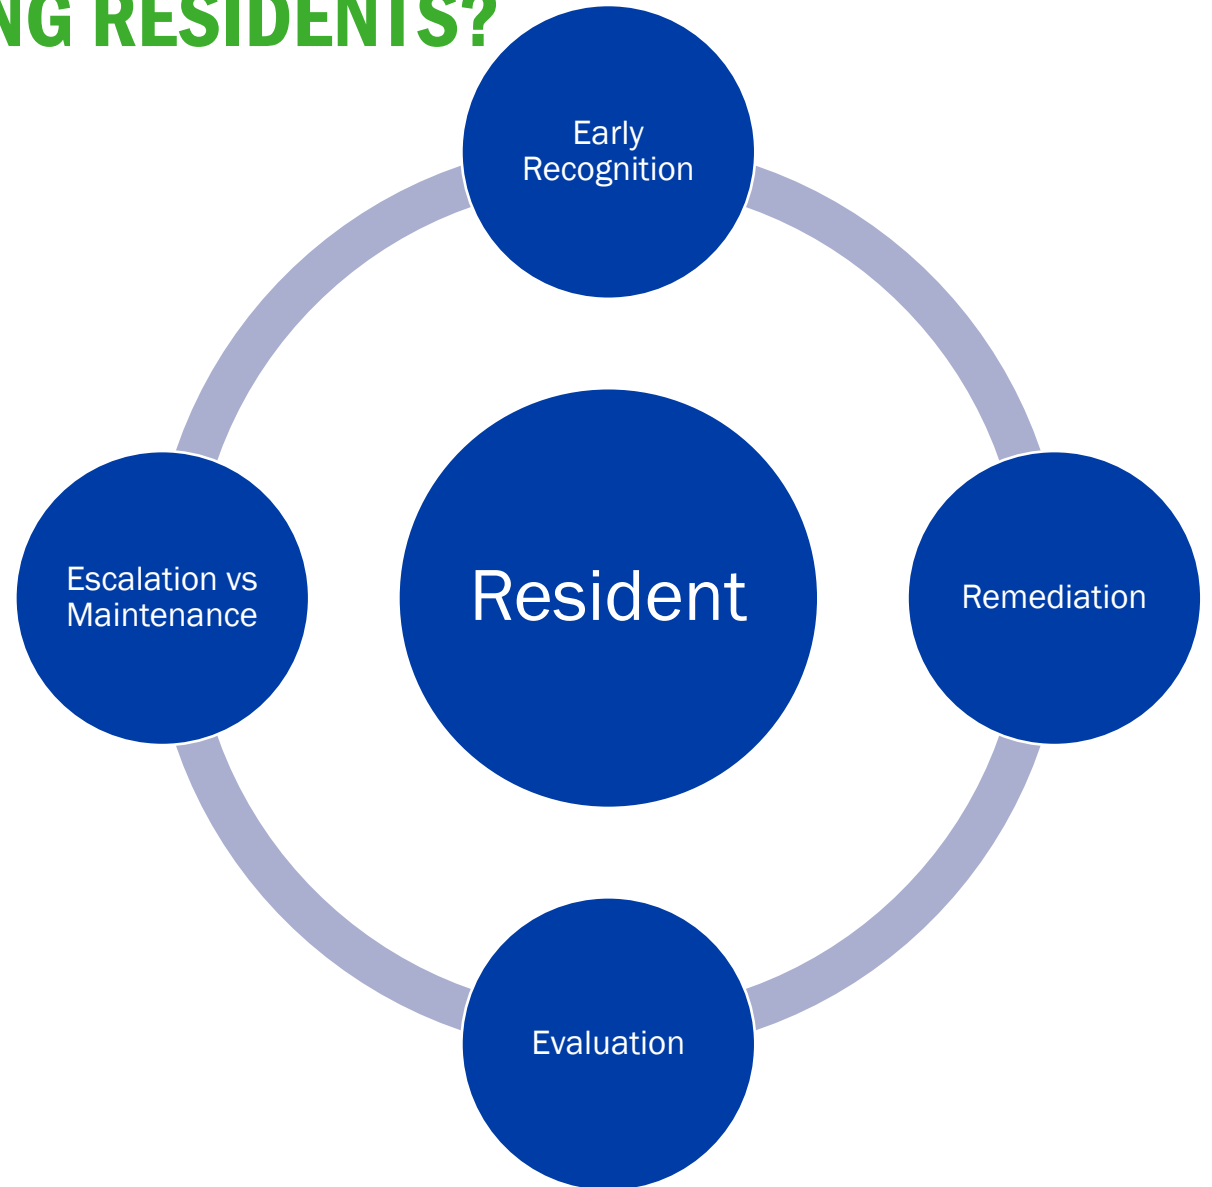 NG RESIDENTS?
Early
Recognition
Escalation vs
Maintenance
Resident
Remediation
Evaluation